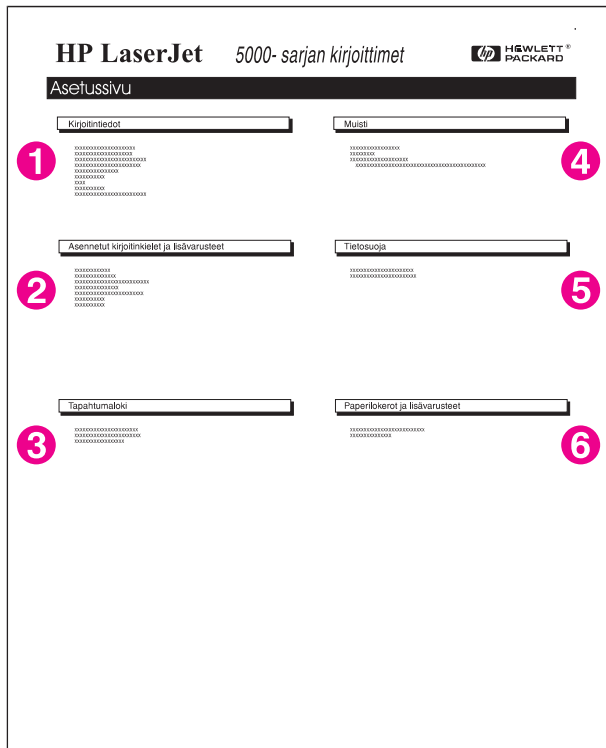 HP LaserJet 5000- sarjan kirjoittimet
HEWLETT®
PACKARD
Asetussivu
Kirjoitintiedot
1
Asennetut kirjoitinkielet ja lisävarusteet
2
Tapahtumaloki
3
Muisti
4
Tietosuoja
5
Paperilokerot ja lisävarusteet
6